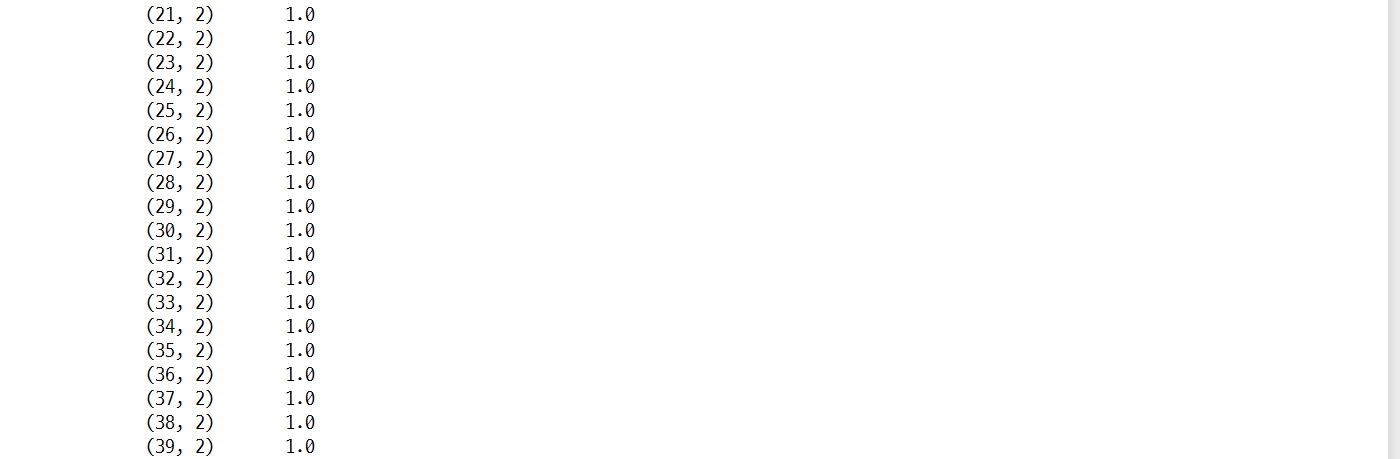 (21, 2) 1.0
(22, 2) 1.0
(23, 2) 1.0
(24, 2) 1.0
(25, 2) 1.0
(26, 2) 1.0
(27, 2) 1.0
(28, 2) 1.0
(29, 2) 1.0
(30, 2) 1.0
(31, 2) 1.0
(32, 2) 1.0
(33, 2) 1.0
(34, 2) 1.0
(35, 2) 1.0
(36, 2) 1.0
(37, 2) 1.0
(38, 2) 1.0
(39, 2) 1.0